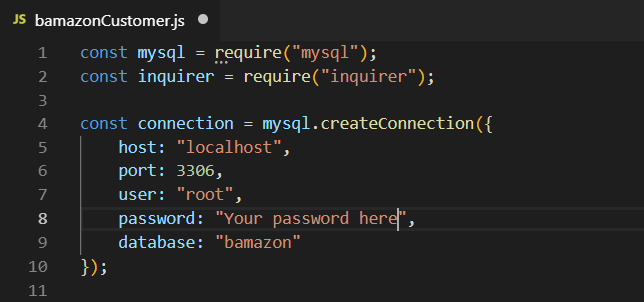 JS bamazonCustomer.js
1 const mysql = require("mysql");
2 const inquirer = require("inquirer");
3
4 const connection = mysql.createConnection({
5     host: "localhost",
6     port: 3306,
7     user: "root",
8     password: "Your password here",
9     database: "bamazon"
10 });
11